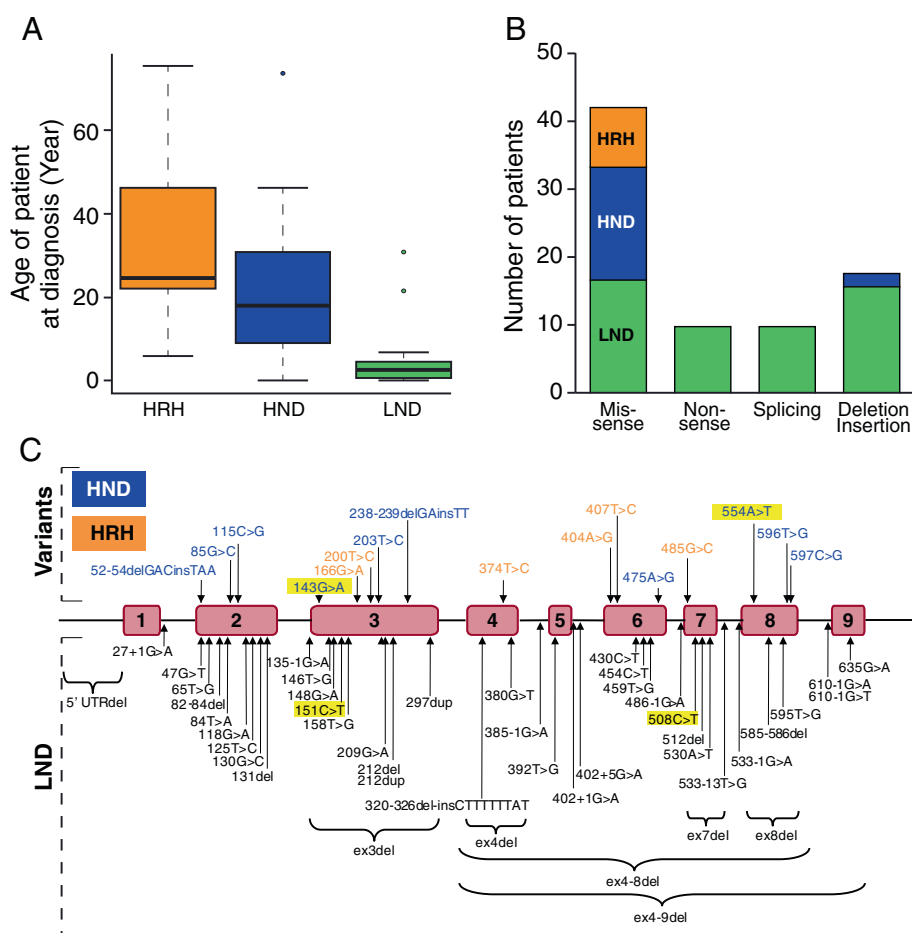 A
Age of patient
at diagnosis (Year)
60
40
20
0
HRH
HND
LND
B
Number of patients
50
40
30
20
10
0
HRH
HND
LND
Mis-
sense
Non-
sense
Splicing
Deletion
Insertion
C
Variants
HND
HRH
52-54delGACinsTAA
85G>C
115C>G
143G>A
166G>A
200T>C
203T>C
238-239delGAinsTT
374T>C
404A>G
407T>C
475A>G
485G>C
554A>T
596T>G
597C>G
1
2
3
4
5
6
7
8
9
LND
5' UTRdel
27+1G>A
47G>T
65T>G
82-84del
84T>A
118G>A
125T>C
130G>C
131del
135-1G>A
146T>G
148G>A
151C>T
158T>G
209G>A
212del
212dup
297dup
320-326del-insCTTTTTTAT
380G>T
385-1G>A
392T>G
402+5G>A
402+1G>A
430C>T
454C>T
459T>G
486-1G>A
508C>T
512del
530A>T
533-13T>G
533-1G>A
585-586del
595T>G
610-1G>A
610-1G>T
635G>A
ex3del
ex4del
ex7del
ex8del
ex4-8del
ex4-9del